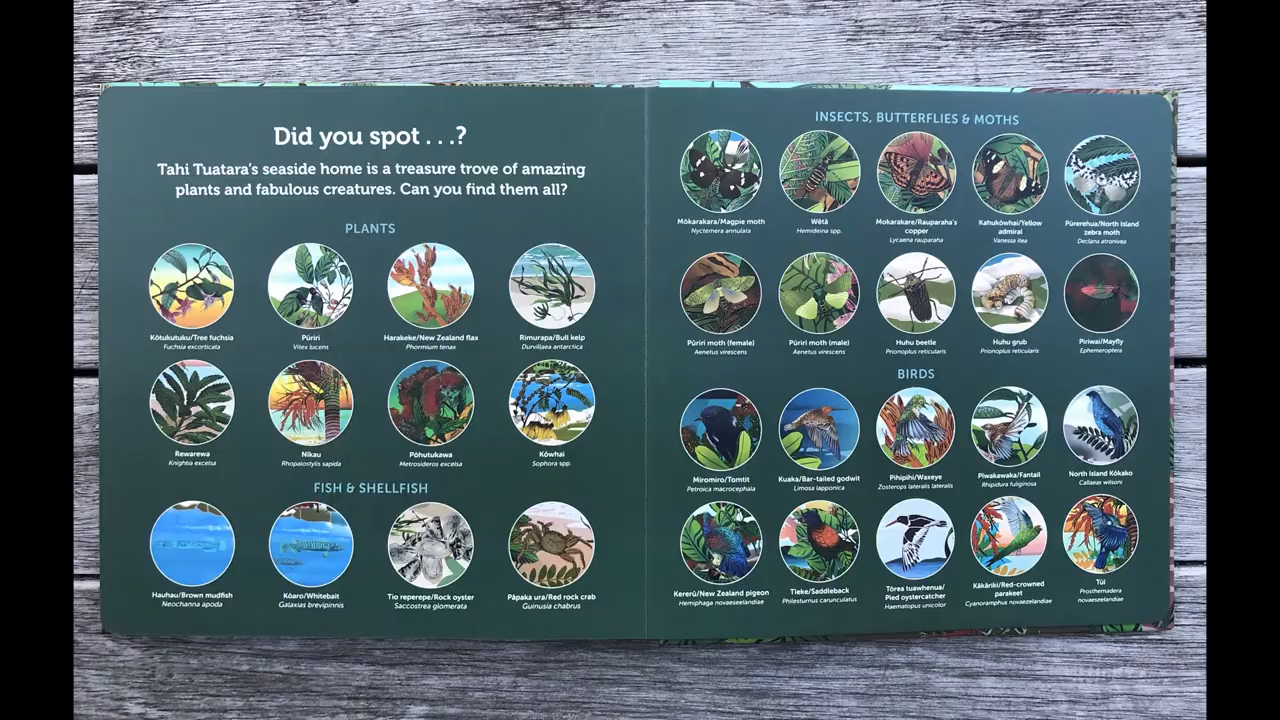 Did you spot . . .?
Tahi Tuatara's seaside home is a treasure trove of amazing
plants and fabulous creatures. Can you find them all?
PLANTS
Kōtukutuku/Tree fuchsia
Fuchsia excorticata
Pūriri
Vitex lucens
Harakeke/New Zealand flax
Phormium tenax
Rimurapa/Bull kelp
Durvillaea antarctica
Rewarewa
Knightia excelsa
Nīkau
Rhopalostylis sapida
Pōhutukawa
Metrosideros excelsa
Kōwhai
Sophora spp.
FISH & SHELLFISH
Hauhau/Brown mudfish
Neochanna apoda
Kōaro/Whitebait
Galaxias brevipinnis
Tio reperepe/Rock oyster
Saccostrea glomerata
Pāpaka ura/Red rock crab
Guinusia chabrus
INSECTS, BUTTERFLIES & MOTHS
Mōkarakara/Magpie moth
Nyctemera annulata
Wētā
Hemideina spp.
Mokarakare/Rauparaha's
copper
Lycaena rauparaha
Kahukōwhai/Yellow
admiral
Vanessa itea
Pūrerehua/North Island
zebra moth
Declana atronivea
Pūriri moth (female)
Aenetus virescens
Pūriri moth (male)
Aenetus virescens
Huhu beetle
Prionoplus reticularis
Huhu grub
Prionoplus reticularis
Piriwai/Mayfly
Ephemeroptera
BIRDS
Miromiro/Tomtit
Petroica macrocephala
Kuaka/Bar-tailed godwit
Limosa lapponica
Pihipihi/Waxeye
Zosterops lateralis lateralis
Pīwakawaka/Fantail
Rhipidura fuliginosa
North Island Kōkako
Callaeas wilsoni
Kererū/New Zealand pigeon
Hemiphaga novaeseelandiae
Tīeke/Saddleback
Philesturnus carunculatus
Tōrea tuawhenua/
Pied oystercatcher
Haematopus unicolor
Kākāriki/Red-crowned
parakeet
Cyanoramphus novaezelandiae
Tūī
Prosthemadera
novaeseelandiae